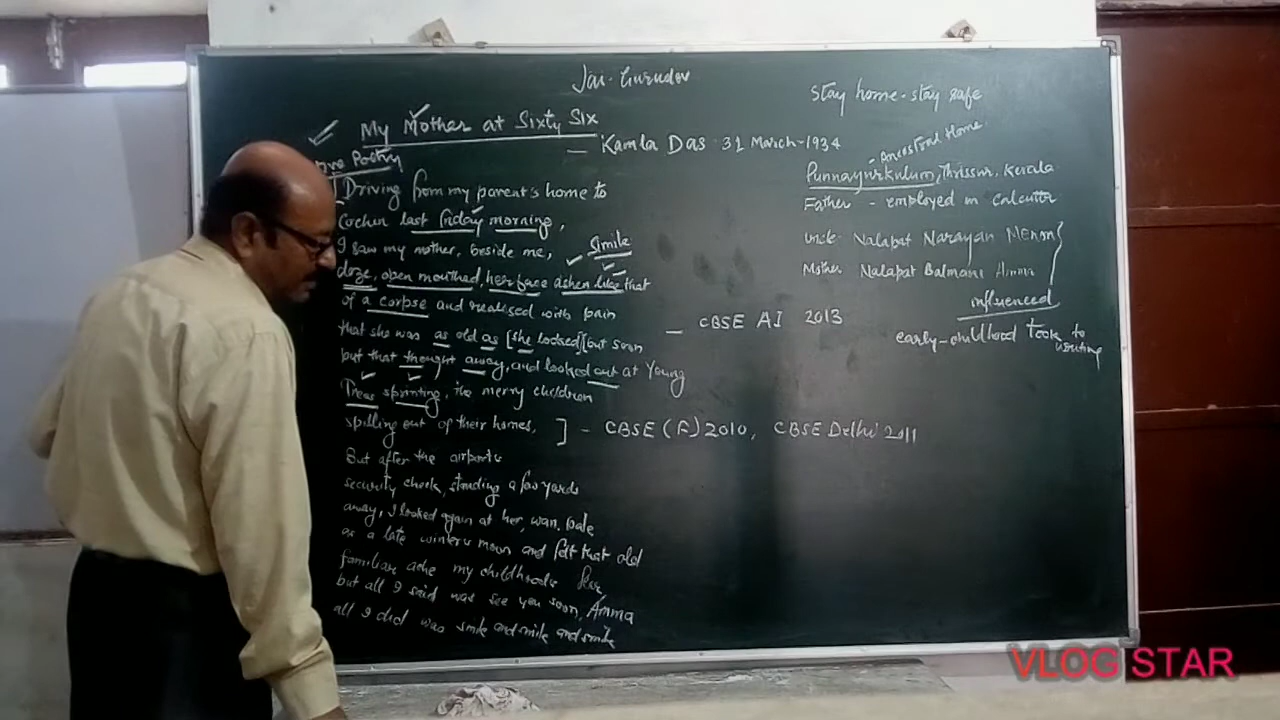 Jai Gurudev
Stay home - stay safe
My Mother at Sixty Six
— Kamla Das 31 March - 1934
Poetry
- Ancestral Home
Punnayurkulum, Thrissur, Kerala
Father - employed in Calcutta
Uncle Nalapat Narayan Menon
Mother Nalapat Balmani Amma
influenced
early-childhood took to
writing
[Driving from my parent's home to
Cochin last friday morning,
I saw my mother, beside me,
Simile
doze, open mouthed, her face ashen like that
of a corpse and realised with pain
that she was as old as [she looked][but soon
— CBSE AI 2013
but that thought away, and looked out at young
Trees sprinting, the merry children
spilling out of their homes, ] - CBSE (F) 2010, CBSE Delhi 2011
But after the airport's
security check, standing a few yards
away, I looked again at her, wan, pale
as a late winter's moon and felt that old
familiar ache my childhood's fear
but all I said was see you soon, Amma
all I did was smile and smile and smile
VLOG STAR